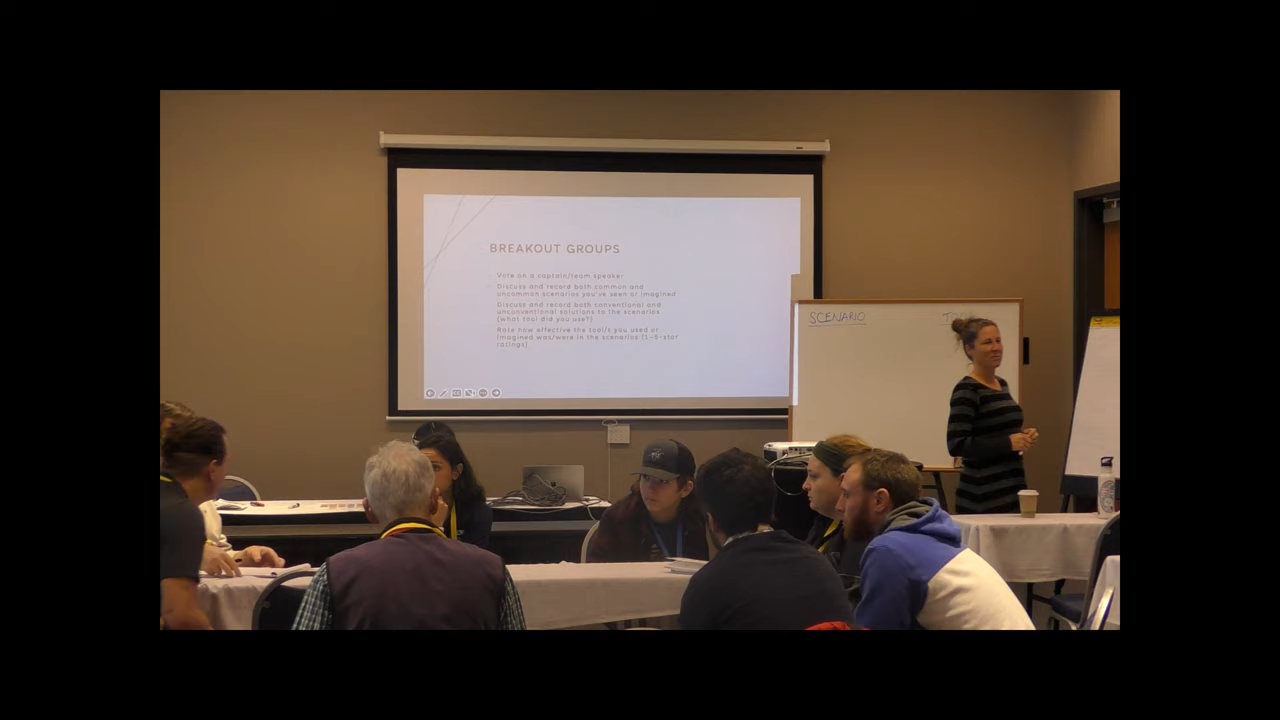 BREAKOUT GROUPS
Vote on a captain/team speaker
Discuss and record both common and
uncommon scenarios you've seen or imagined
Discuss and record both conventional and
unconventional solutions to the scenarios
(what tool did you use?)
Rate how effective the tool/s you used or
imagined was/were in the scenarios (1-5-star
ratings)
SCENARIO